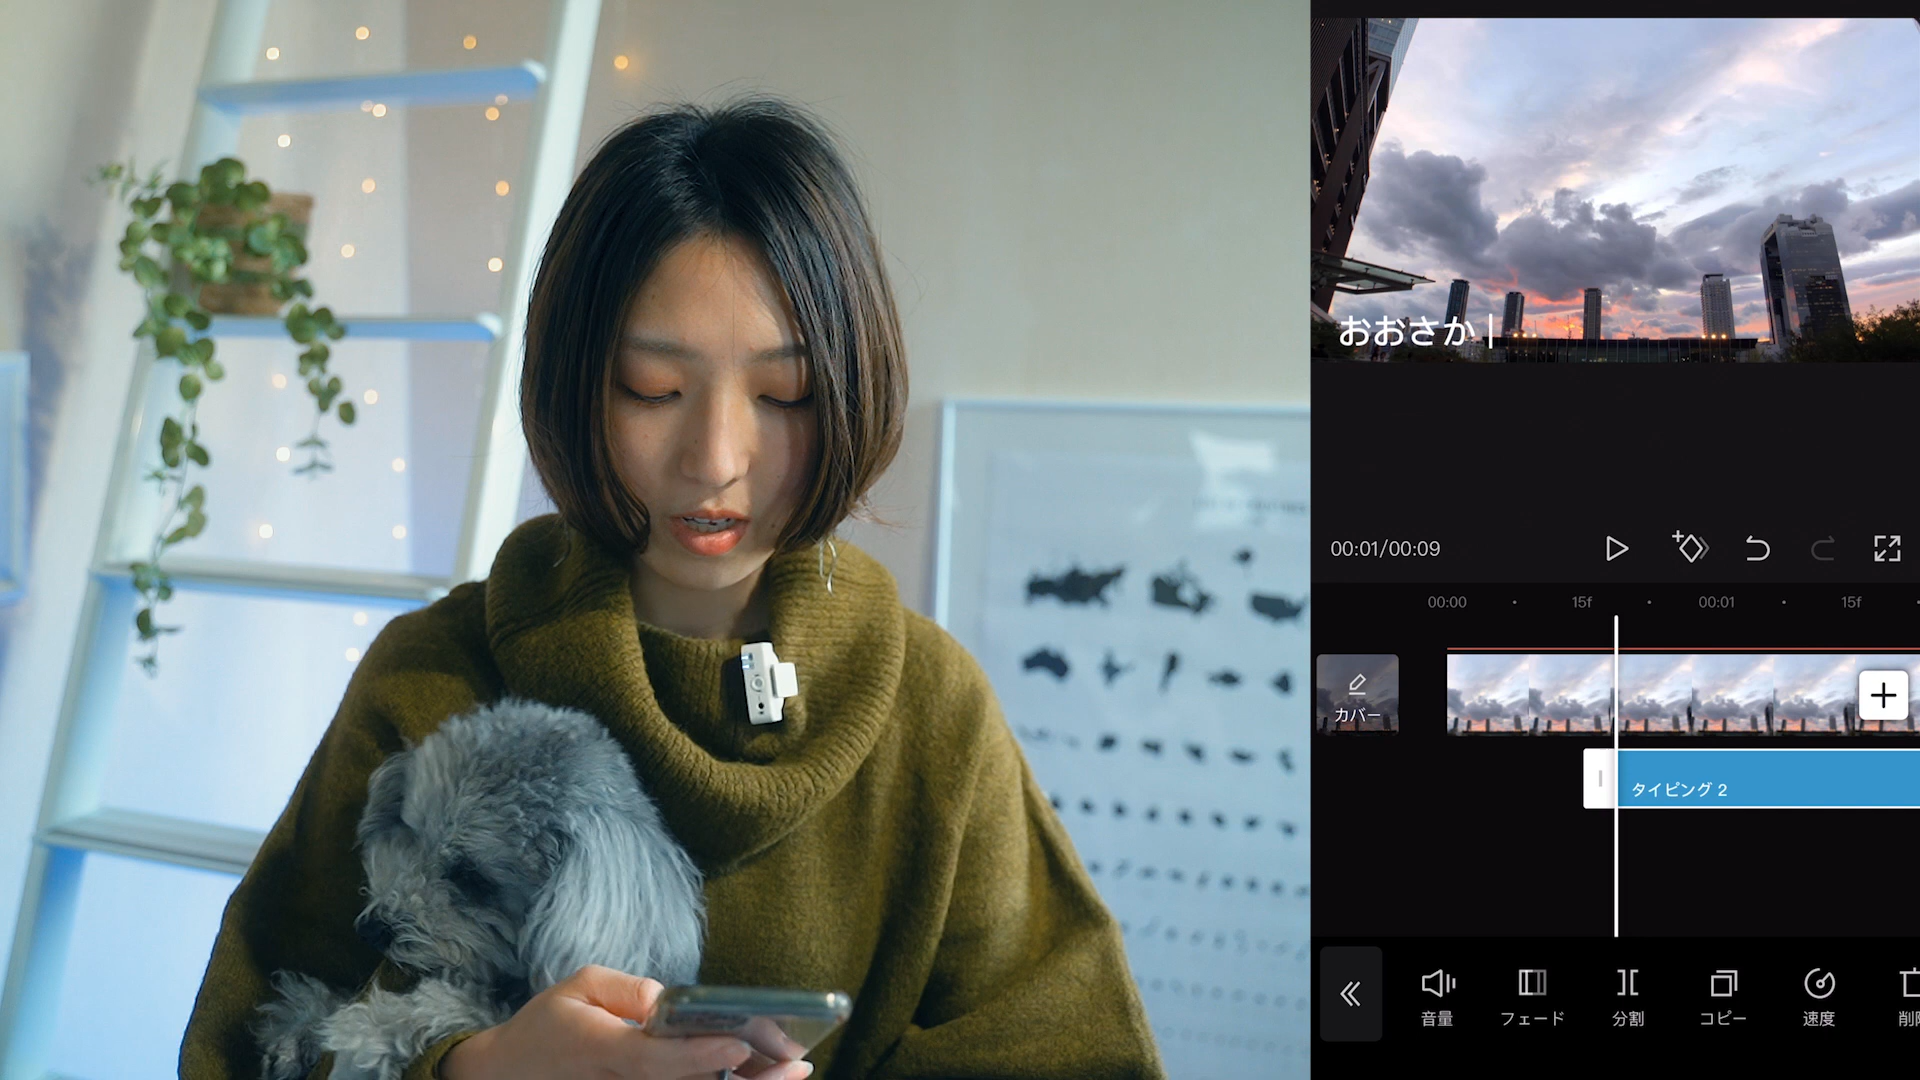 おおさか
00:01/00:09
00:00
15f
00:01
15f
カバー
タイピング 2
音量
フェード
分割
コピー
速度